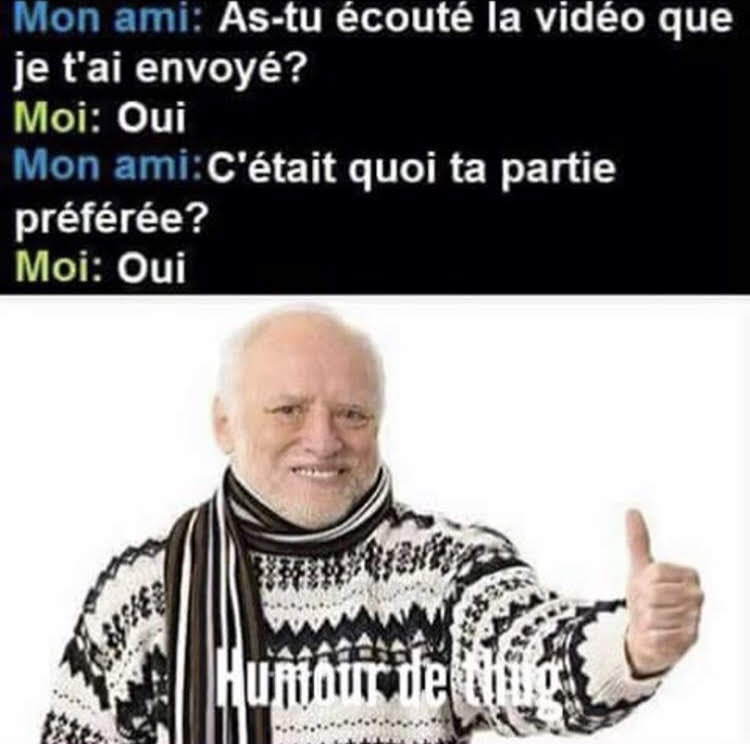 Mon ami: As-tu écouté la vidéo que
je t'ai envoyé?
Moi: Oui
Mon ami:C'était quoi ta partie
préférée?
Moi: Oui
Humour de thug